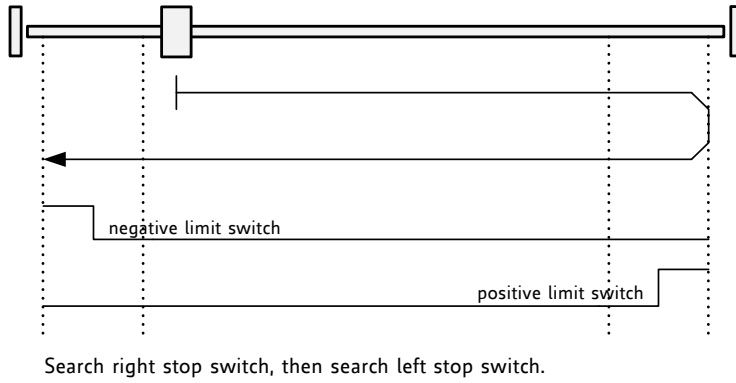 negative limit switch
positive limit switch
Search right stop switch, then search left stop switch.